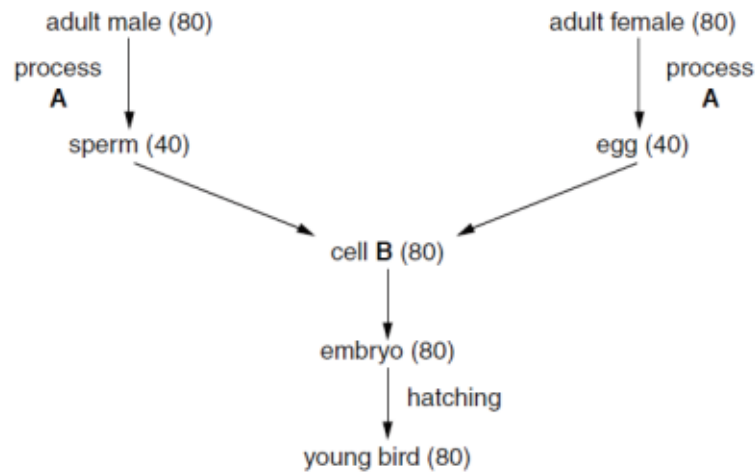 adult male (80)
adult female (80)
process
A
process
A
sperm (40)
egg (40)
cell B (80)
embryo (80)
hatching
young bird (80)